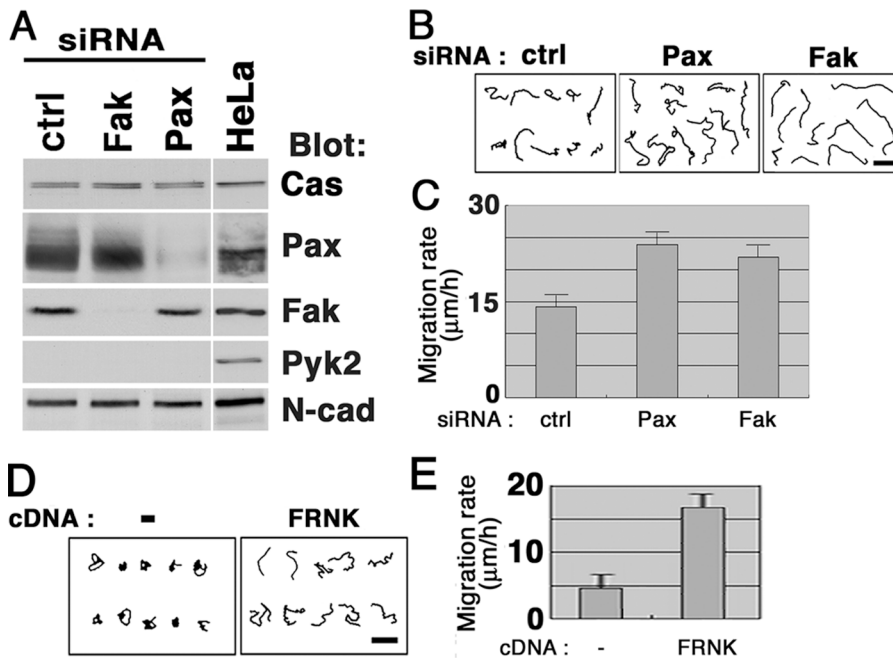 A
siRNA
ctrl Fak Pax HeLa
Blot:
Cas
Pax
Fak
Pyk2
N-cad
B
siRNA : ctrl Pax Fak
C
Migration rate
(μm/h)
30
15
0
siRNA : ctrl Pax Fak
D
cDNA : - FRNK
E
Migration rate
(μm/h)
20
10
0
cDNA : - FRNK